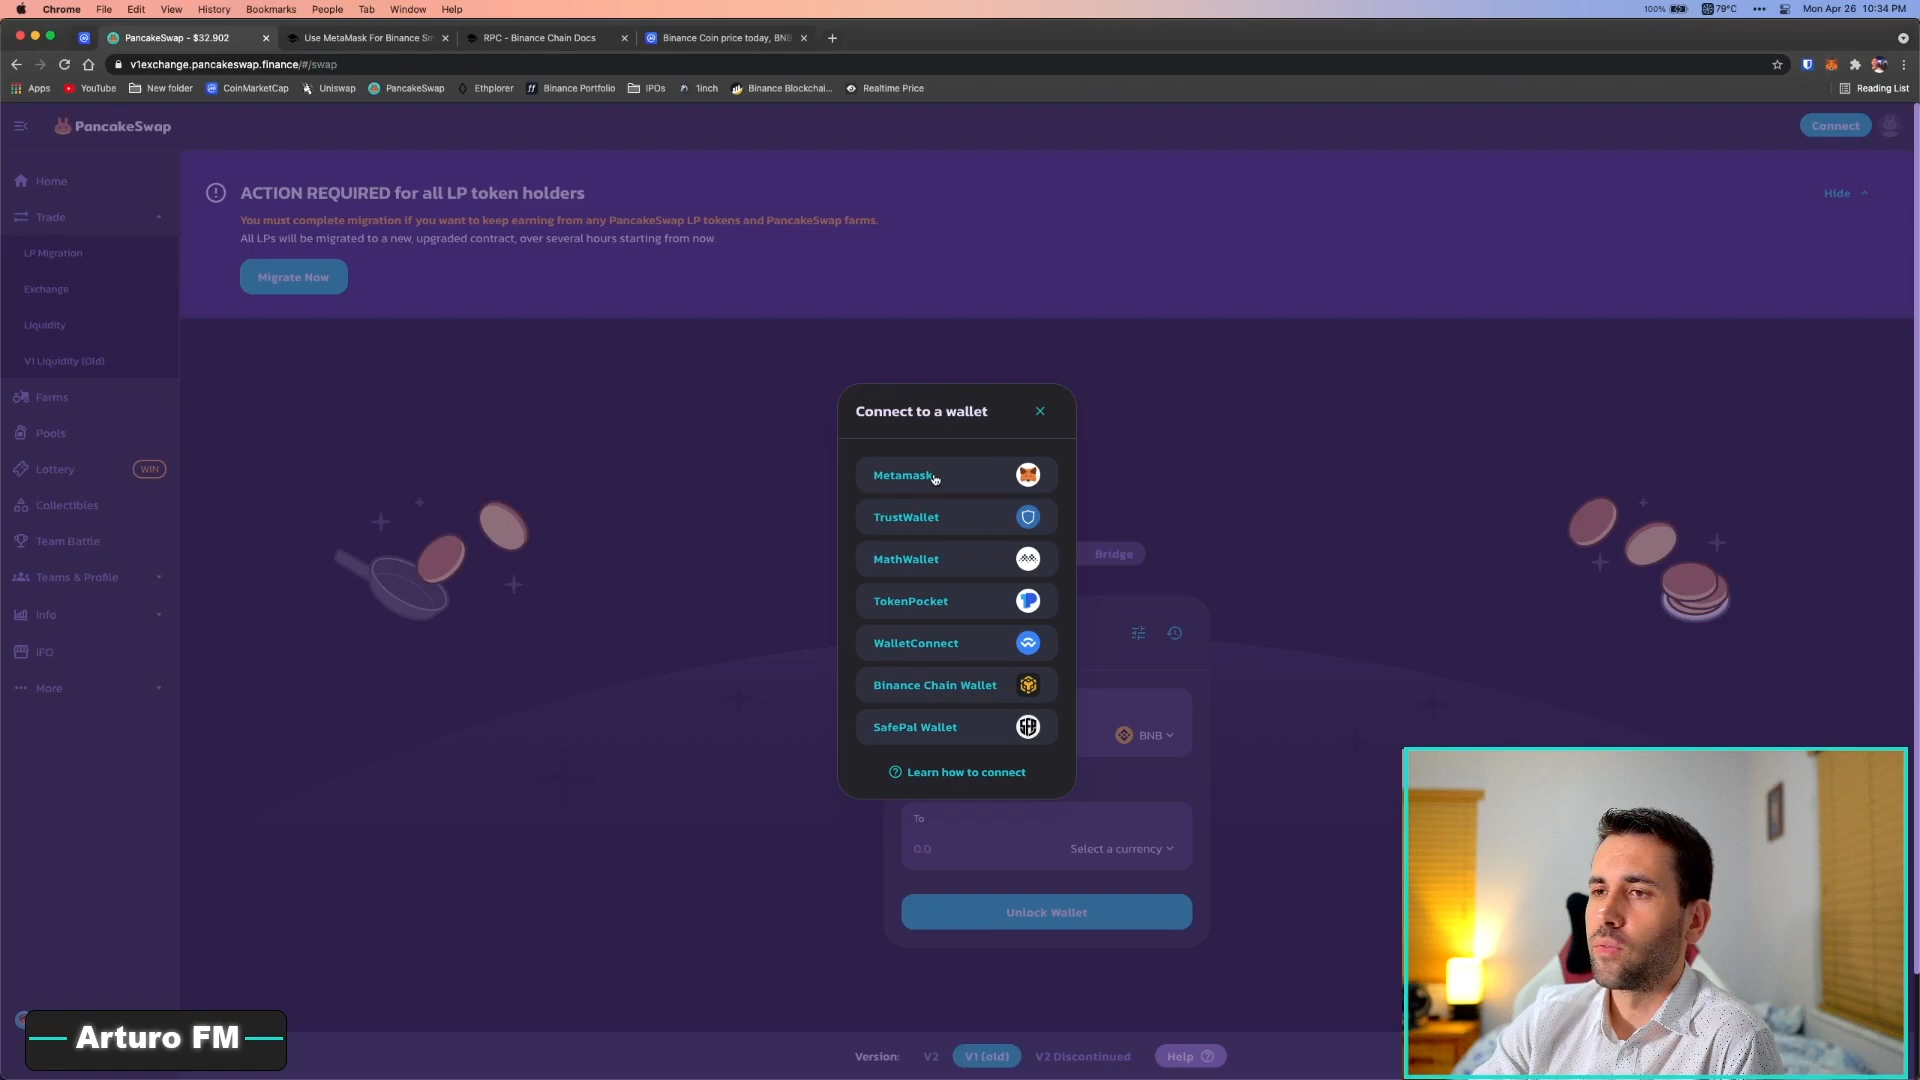 Chrome File Edit View History Bookmarks People Tab Window Help
100% 79°C ••• Mon Apr 26 10:34 PM
PancakeSwap - $32.902
Use MetaMask For Binance Sm
RPC - Binance Chain Docs
Binance Coin price today, BNB
v1exchange.pancakeswap.finance/#/swap
Apps YouTube New folder CoinMarketCap Uniswap PancakeSwap Ethplorer Binance Portfolio IPOs 1inch Binance Blockchai... Realtime Price Reading List
PancakeSwap
Connect
Home
Trade
LP Migration
Exchange
Liquidity
V1 Liquidity (Old)
Farms
Pools
Lottery WIN
Collectibles
Team Battle
Teams & Profile
Info
IFO
More
ACTION REQUIRED for all LP token holders
Hide
You must complete migration if you want to keep earning from any PancakeSwap LP tokens and PancakeSwap farms.
All LPs will be migrated to a new, upgraded contract, over several hours starting from now.
Migrate Now
Connect to a wallet
Metamask
TrustWallet
MathWallet
TokenPocket
WalletConnect
Binance Chain Wallet
SafePal Wallet
Learn how to connect
Bridge
BNB
To
0.0 Select a currency
Unlock Wallet
Version: V2 V1 (old) V2 Discontinued Help
Arturo FM